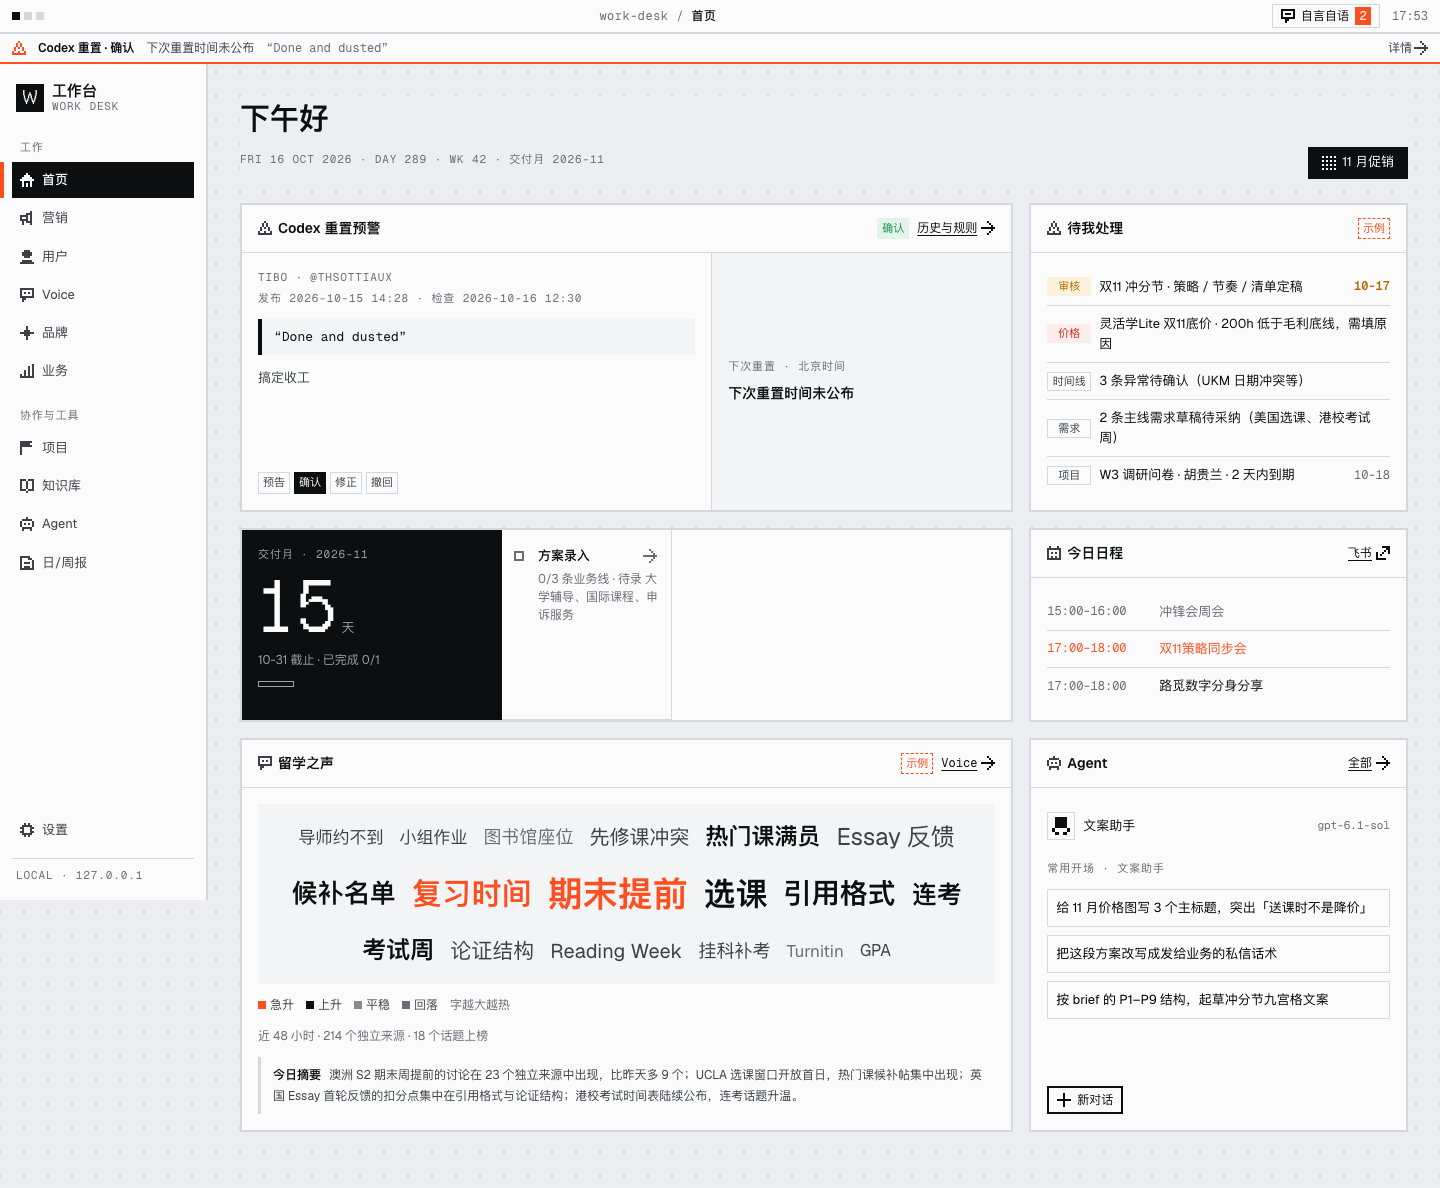 work-desk / 首页
自言自语 2 17:53
Codex 重置 · 确认 下次重置时间未公布 “Done and dusted”
详情
W 工作台
WORK DESK
工作
首页
营销
用户
Voice
品牌
业务
协作与工具
项目
知识库
Agent
日/周报
设置
LOCAL · 127.0.0.1
下午好
FRI 16 OCT 2026 · DAY 289 · WK 42 · 交付月 2026-11
11 月促销
Codex 重置预警 确认 历史与规则
TIBO · @THSOTTIAUX
发布 2026-10-15 14:28 · 检查 2026-10-16 12:30
“Done and dusted”
搞定收工
预告 确认 修正 撤回
下次重置 · 北京时间
下次重置时间未公布
待我处理 示例
审核 双11 冲分节 · 策略 / 节奏 / 清单定稿 10-17
价格 灵活学Lite 双11底价 · 200h 低于毛利底线，需填原
因
时间线 3 条异常待确认（UKM 日期冲突等）
需求 2 条主线需求草稿待采纳（美国选课、港校考试
周）
项目 W3 调研问卷 · 胡贵兰 · 2 天内到期 10-18
交付月 · 2026-11
15 天
10-31 截止 · 已完成 0/1
方案录入
0/3 条业务线 · 待录 大
学辅导、国际课程、申
诉服务
今日日程 飞书
15:00-16:00 冲锋会周会
17:00-18:00 双11策略同步会
17:00-18:00 路觅数字分身分享
留学之声 示例 Voice
导师约不到 小组作业 图书馆座位 先修课冲突 热门课满员 Essay 反馈
候补名单 复习时间 期末提前 选课 引用格式 连考
考试周 论证结构 Reading Week 挂科补考 Turnitin GPA
急升 上升 平稳 回落 字越大越热
近 48 小时 · 214 个独立来源 · 18 个话题上榜
今日摘要 澳洲 S2 期末周提前的讨论在 23 个独立来源中出现，比昨天多 9 个；UCLA 选课窗口开放首日，热门课候补帖集中出现；英
国 Essay 首轮反馈的扣分点集中在引用格式与论证结构；港校考试时间表陆续公布，连考话题升温。
Agent 全部
文案助手 gpt-6.1-sol
常用开场 · 文案助手
给 11 月价格图写 3 个主标题，突出「送课时不是降价」
把这段方案改写成发给业务的私信话术
按 brief 的 P1–P9 结构，起草冲分节九宫格文案
新对话